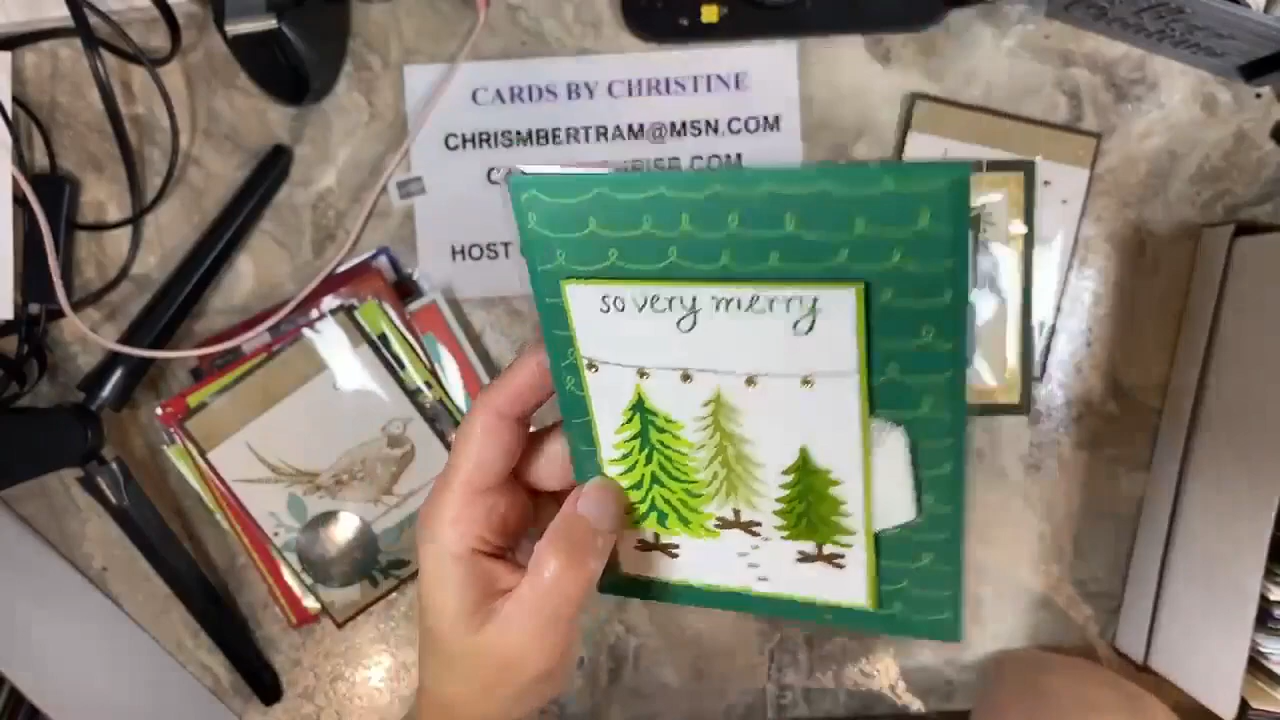 CARDS BY CHRISTINE
CHRISMBERTRAM@MSN.COM
HOST
so very merry